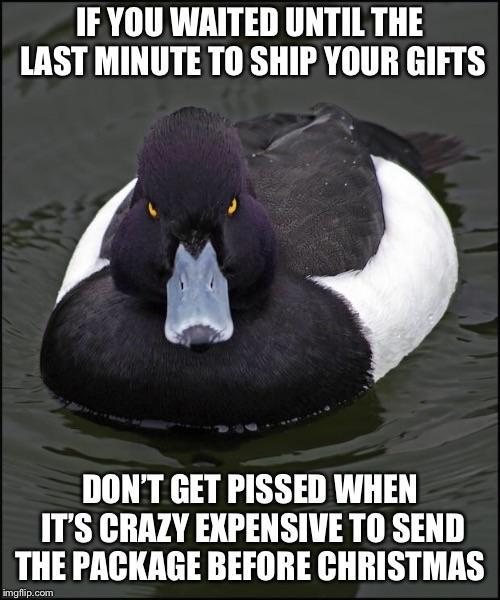 IF YOU WAITED UNTIL THE
LAST MINUTE TO SHIP YOUR GIFTS
DON'T GET PISSED WHEN
IT'S CRAZY EXPENSIVE TO SEND
THE PACKAGE BEFORE CHRISTMAS
imgflip.com